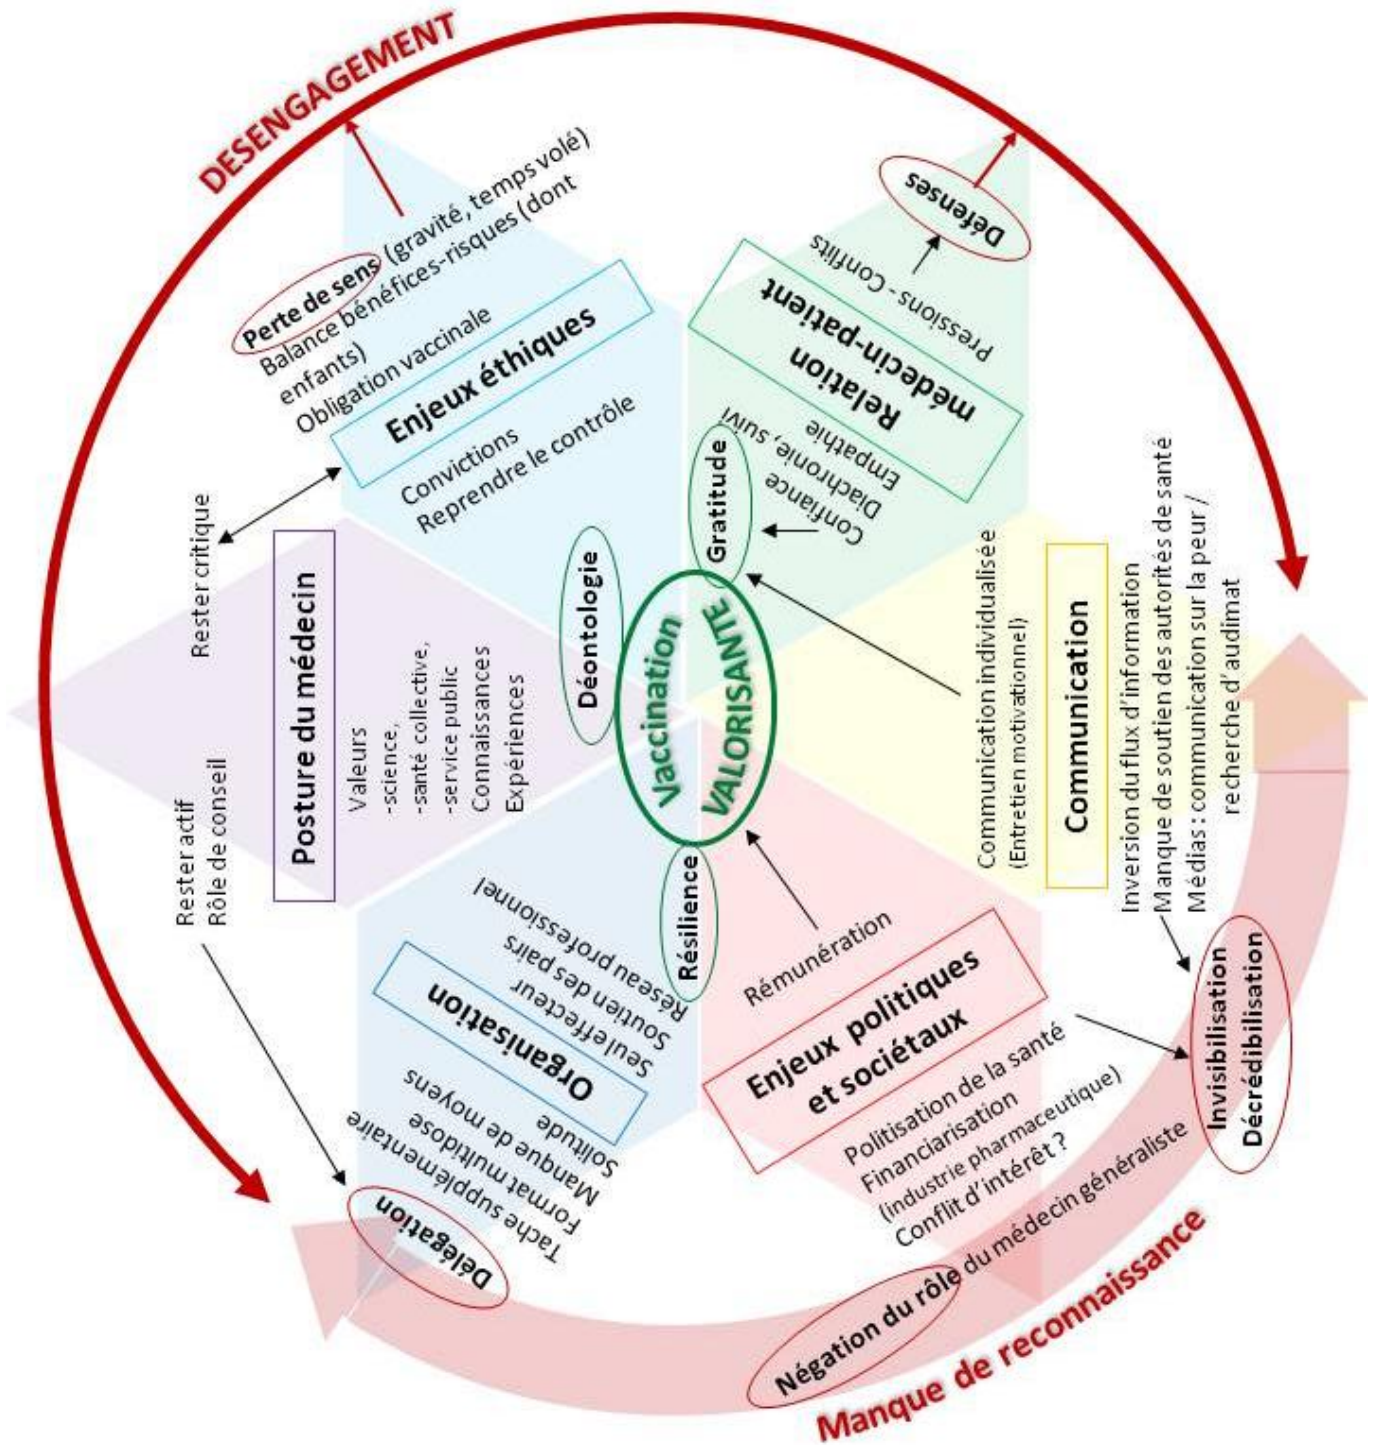 DESENGAGEMENT
Perte de sens (gravité, temps volé)
Balance bénéfices-risques (dont
enfants)
Obligation vaccinale
Enjeux éthiques
Convictions
Reprendre le contrôle
Défenses
Pressions - Conflits
Relation
médecin-patient
Empathie
Diachronie, suivi
Confiance
Gratitude
Rester critique
Posture du médecin
Valeurs
-science,
-santé collective,
-service public
Connaissances
Expériences
Rester actif
Rôle de conseil
Déontologie
Vaccination
VALORISANTE
Résilience
Communication individualisée
(Entretien motivationnel)
Communication
Inversion du flux d’information
Manque de soutien des autorités de santé
Médias : communication sur la peur /
recherche d’audimat
Réseau professionnel
Soutien des pairs
Seul effecteur
Organisation
Solitude
Manque de moyens
Format multidose
Tache supplémentaire
Délégation
Rémunération
Enjeux politiques
et sociétaux
Politisation de la santé
Financiarisation
(industrie pharmaceutique)
Conflit d’intérêt ?
Invisibilisation
Décrédibilisation
Négation du rôle du médecin généraliste
Manque de reconnaissance